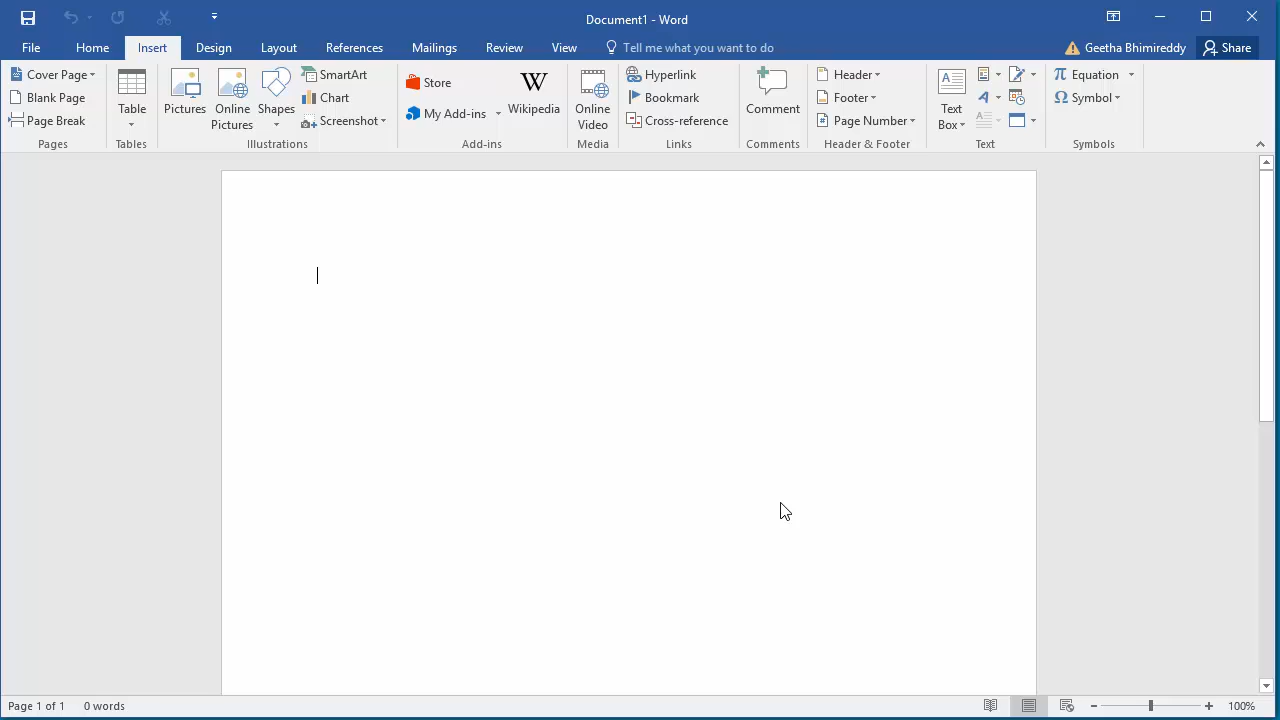 Document1 - Word
File Home Insert Design Layout References Mailings Review View Tell me what you want to do Geetha Bhimireddy Share
Cover Page
Blank Page
Page Break
Pages
Table
Tables
Pictures
Online Pictures
Shapes
SmartArt
Chart
Screenshot
Illustrations
Store
My Add-ins
W
Wikipedia
Add-ins
Online
Video
Media
Hyperlink
Bookmark
Cross-reference
Links
Comment
Comments
Header
Footer
Page Number
Header & Footer
Text
Box
Text
Equation
Symbol
Symbols
Page 1 of 1 0 words 100%